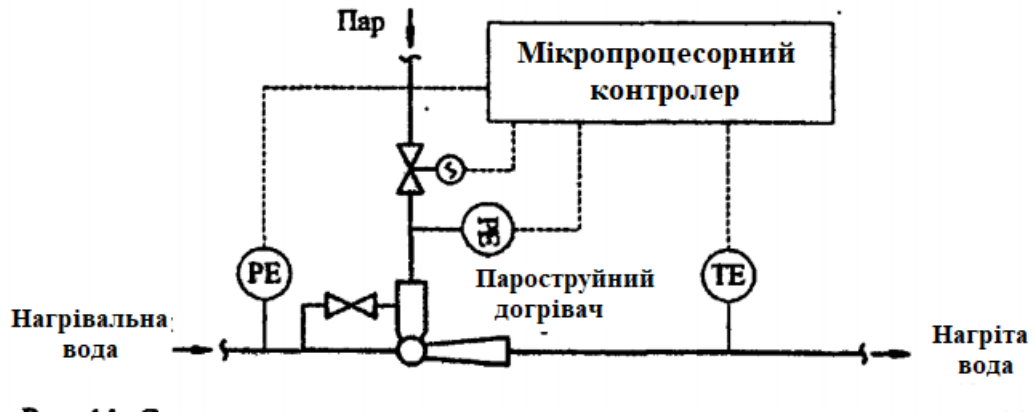 Пар
Мікропроцесорний
контролер
S
PE
PE
TE
Пароструйний
догрівач
Нагрівальна
вода
Нагріта
вода